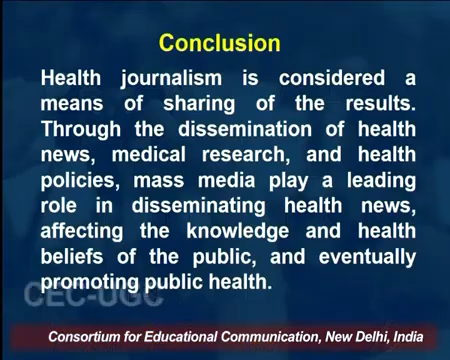 Conclusion
Health journalism is considered a
means of sharing of the results.
Through the dissemination of health
news, medical research, and health
policies, mass media play a leading
role in disseminating health news,
affecting the knowledge and health
beliefs of the public, and eventually
promoting public health.
CEC-UGC
Consortium for Educational Communication, New Delhi, India